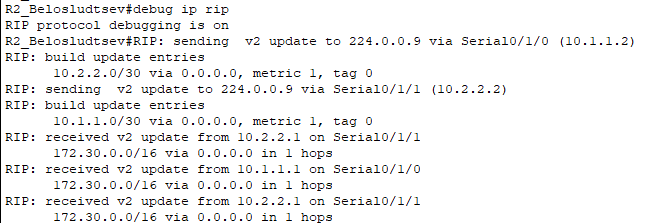 R2_Belosludtsev#debug ip rip
RIP protocol debugging is on
R2_Belosludtsev#RIP: sending  v2 update to 224.0.0.9 via Serial0/1/0 (10.1.1.2)
RIP: build update entries
      10.2.2.0/30 via 0.0.0.0, metric 1, tag 0
RIP: sending  v2 update to 224.0.0.9 via Serial0/1/1 (10.2.2.2)
RIP: build update entries
      10.1.1.0/30 via 0.0.0.0, metric 1, tag 0
RIP: received v2 update from 10.2.2.1 on Serial0/1/1
      172.30.0.0/16 via 0.0.0.0 in 1 hops
RIP: received v2 update from 10.1.1.1 on Serial0/1/0
      172.30.0.0/16 via 0.0.0.0 in 1 hops
RIP: received v2 update from 10.2.2.1 on Serial0/1/1
      172.30.0.0/16 via 0.0.0.0 in 1 hops